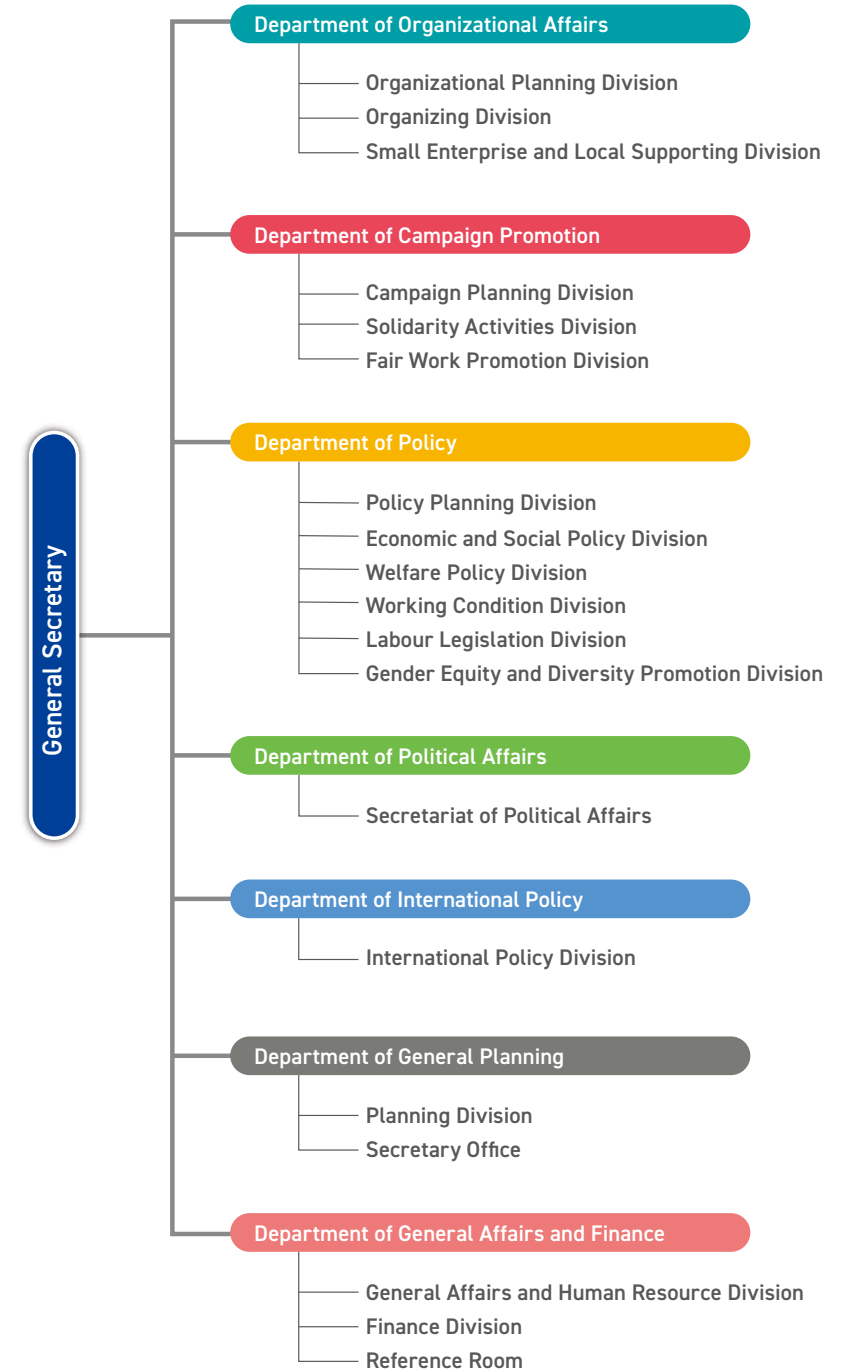 Department of Organizational Affairs
Organizational Planning Division
Organizing Division
Small Enterprise and Local Supporting Division
Department of Campaign Promotion
Campaign Planning Division
Solidarity Activities Division
Fair Work Promotion Division
General Secretary
Department of Policy
Policy Planning Division
Economic and Social Policy Division
Welfare Policy Division
Working Condition Division
Labour Legislation Division
Gender Equity and Diversity Promotion Division
Department of Political Affairs
Secretariat of Political Affairs
Department of International Policy
International Policy Division
Department of General Planning
Planning Division
Secretary Office
Department of General Affairs and Finance
General Affairs and Human Resource Division
Finance Division
Reference Room